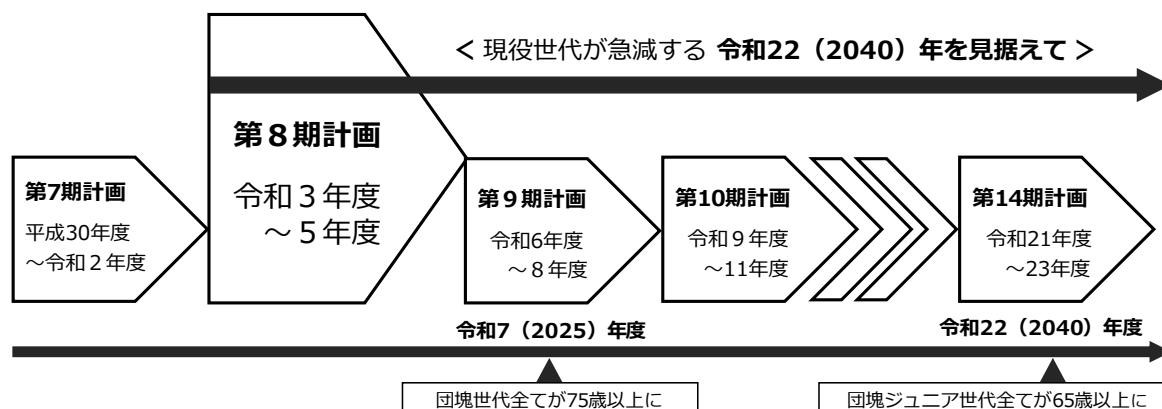 ＜現役世代が急減する 令和22（2040）年を見据えて＞
第８期計画
令和３年度
～５年度
第7期計画
平成30年度
～令和２年度
第９期計画
令和6年度
～８年度
第10期計画
令和９年度
～11年度
第14期計画
令和21年度
～23年度
令和7（2025）年度
令和22（2040）年度
団塊世代全てが75歳以上に
団塊ジュニア世代全てが65歳以上に